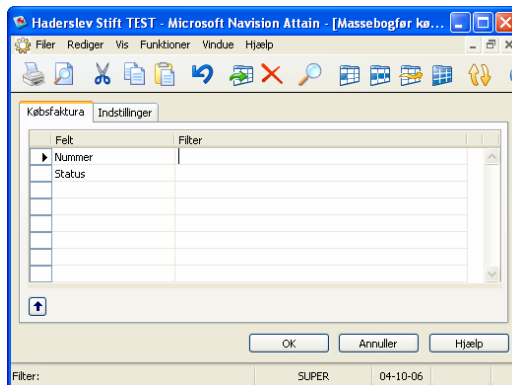 Haderslev Stift TEST - Microsoft Navision Attain - [Massebogfør kø...
Filer Rediger Vis Funktioner Vindue Hjælp
Købsfaktura Indstillinger
Felt Filter
Nummer
Status
OK Annuller Hjælp
Filter: SUPER 04-10-06